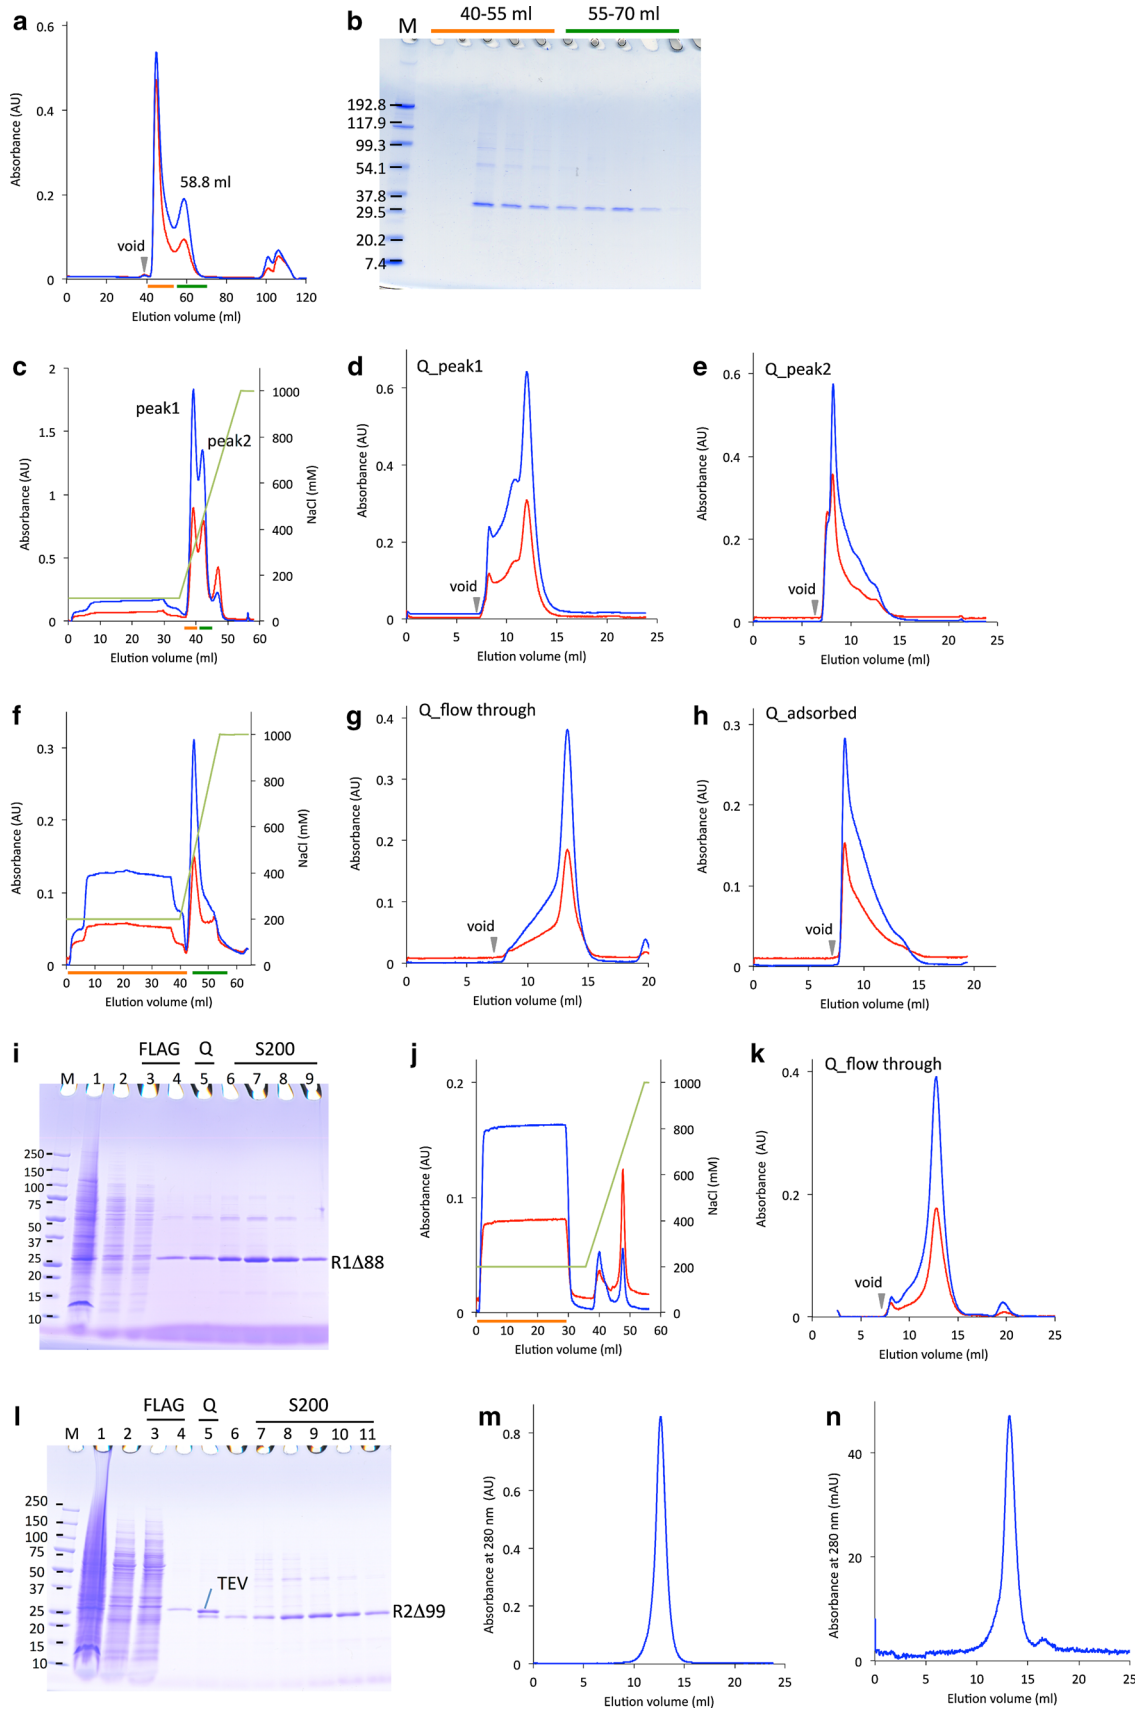 a
0.6
0.4
0.2
0
Absorbance (AU)
58.8 ml
void
0 20 40 60 80 100 120
Elution volume (ml)
b
40-55 ml 55-70 ml
M
192.8
117.9
99.3
54.1
37.8
29.5
20.2
7.4
c
2
1.5
1
0.5
0
Absorbance (AU)
peak1
peak2
1000
800
600
400
200
0
NaCl (mM)
0 10 20 30 40 50 60
Elution volume (ml)
d
Q_peak1
0.6
0.4
0.2
0
Absorbance (AU)
void
0 5 10 15 20 25
Elution volume (ml)
e
Q_peak2
0.6
0.4
0.2
0
Absorbance (AU)
void
0 5 10 15 20 25
Elution volume (ml)
f
0.3
0.2
0.1
0
Absorbance (AU)
1000
800
600
400
200
0
NaCl (mM)
0 10 20 30 40 50 60
Elution volume (ml)
g
Q_flow through
0.4
0.3
0.2
0.1
0
Absorbance (AU)
void
0 5 10 15 20
Elution volume (ml)
h
Q_adsorbed
0.3
0.2
0.1
0
Absorbance (AU)
void
0 5 10 15 20
Elution volume (ml)
i
FLAG Q S200
M 1 2 3 4 5 6 7 8 9
250
150
100
75
50
37
25
20
15
10
R1Δ88
j
0.2
0.1
0
Absorbance (AU)
1000
800
600
400
200
0
NaCl (mM)
0 10 20 30 40 50 60
Elution volume (ml)
k
Q_flow through
0.4
0.2
0
Absorbance (AU)
void
0 5 10 15 20 25
Elution volume (ml)
l
FLAG Q S200
M 1 2 3 4 5 6 7 8 9 10 11
250
150
100
75
50
37
25
20
15
10
TEV
R2Δ99
m
0.8
0.6
0.4
0.2
0
Absorbance at 280 nm (AU)
0 5 10 15 20 25
Elution volume (ml)
n
40
20
0
Absorbance at 280 nm (mAU)
0 5 10 15 20 25
Elution volume (ml)